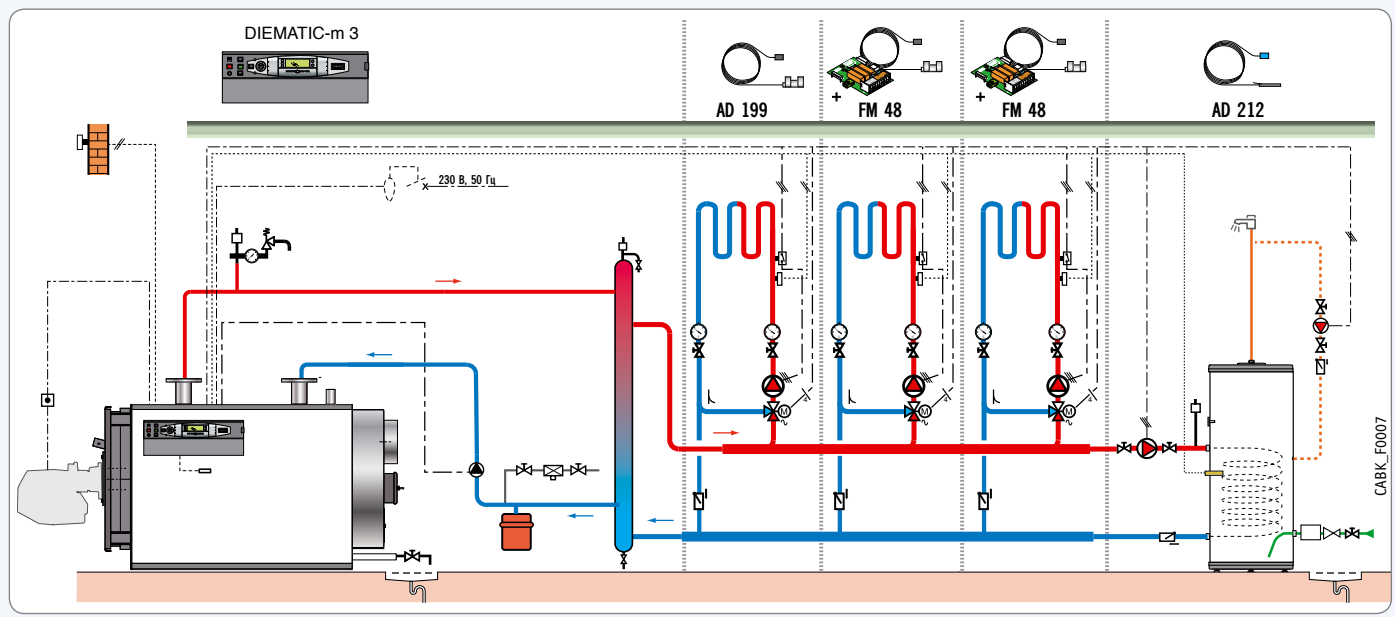 DIEMATIC-m 3
AD 199
+
FM 48
+
FM 48
AD 212
230 В, 50 Гц
M
M
M
CABK_F0007